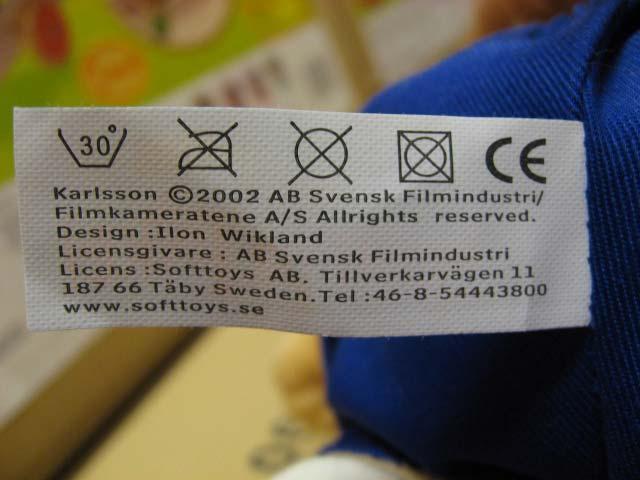 30°
CE
Karlsson ©2002 AB Svensk Filmindustri/
Filmkameratene A/S Allrights reserved.
Design :Ilon Wikland
Licensgivare : AB Svensk Filmindustri
Licens :Softtoys AB. Tillverkarvägen 11
187 66 Täby Sweden.Tel :46-8-54443800
www.softtoys.se